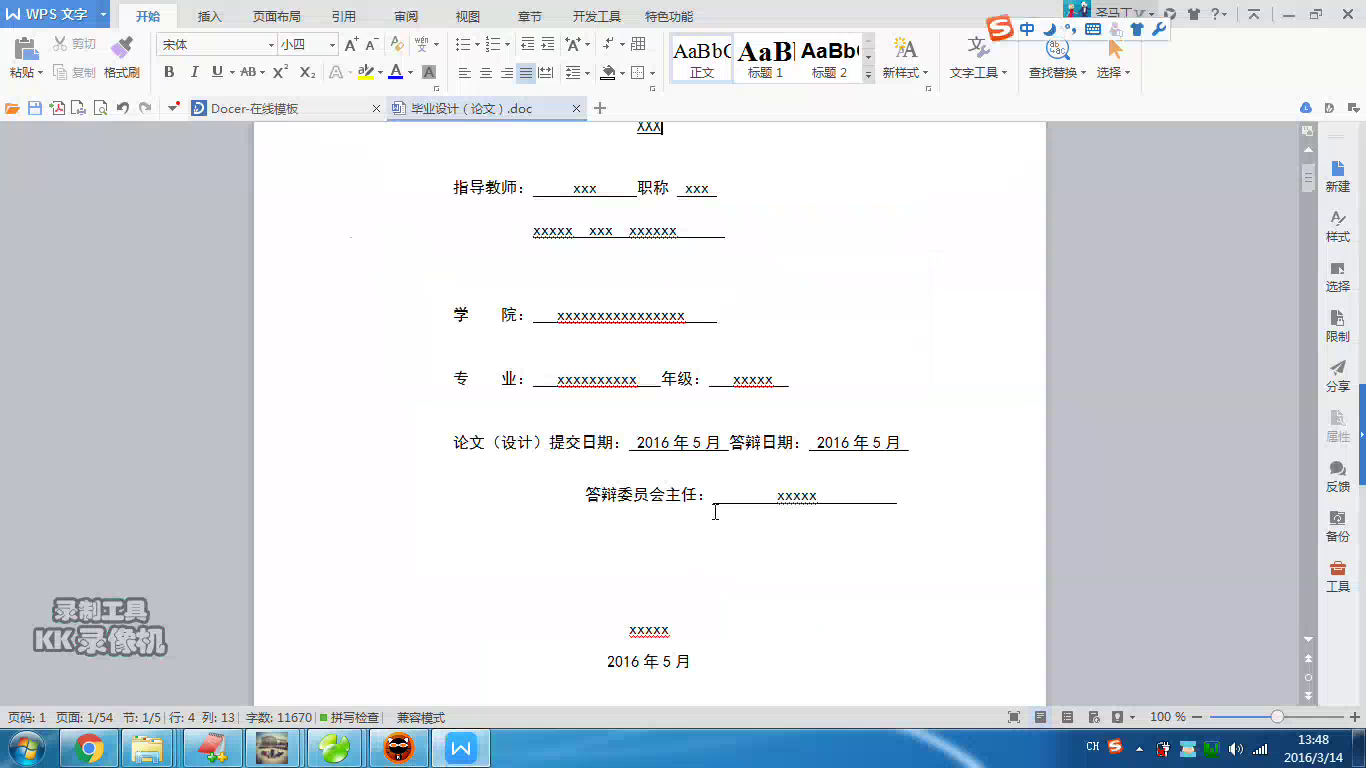 WPS 文字 开始 插入 页面布局 引用 审阅 视图 章节 开发工具 特色功能
粘贴 剪切 复制 格式刷 宋体 小四 AaBbC 正文 AaB 标题 1 AaBb 标题 2 新样式 文字工具 查找替换 选择
Docer-在线模板 毕业设计（论文）.doc
XXX
指导教师： xxx 职称 xxx
xxxxx xxx xxxxxx
学 院： xxxxxxxxxxxxxxxx
专 业： xxxxxxxxxx 年级： xxxxx
论文（设计）提交日期： 2016 年 5 月 答辩日期： 2016 年 5 月
答辩委员会主任： xxxxx
xxxxx
2016 年 5 月
新建
样式
选择
限制
分享
属性
反馈
备份
工具
录制工具
KK录像机
页码: 1 页面: 1/54 节: 1/5 行: 4 列: 13 字数: 11670 拼写检查 兼容模式 100 %
CH 13:48
2016/3/14